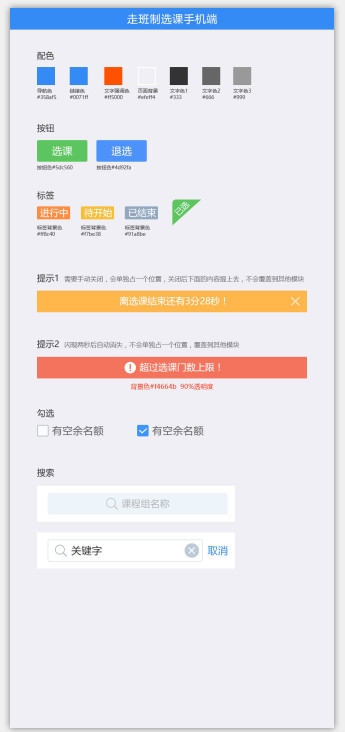 走班制选课手机端
配色
导航色 链接色 文字强调色 页面背景 文字色1 文字色2 文字色3
#358af5 #0071ff #ff5000 #efeff4 #333 #666 #999
按钮
选课 退选
按钮色#5dc560 按钮色#4d92fa
标签
进行中 待开始 已结束 已选
标签背景色 标签背景色 标签背景色
#ff8c40 #f7bc38 #91a8be
提示1 需要手动关闭，会单独占一个位置，关闭后下面的内容提上去，不会覆盖到其他模块
离选课结束还有3分28秒！
提示2 闪现两秒后自动消失，不会单独占一个位置，覆盖到其他模块
超过选课门数上限！
背景色#f4664b 90%透明度
勾选
有空余名额 有空余名额
搜索
课程组名称
关键字 取消